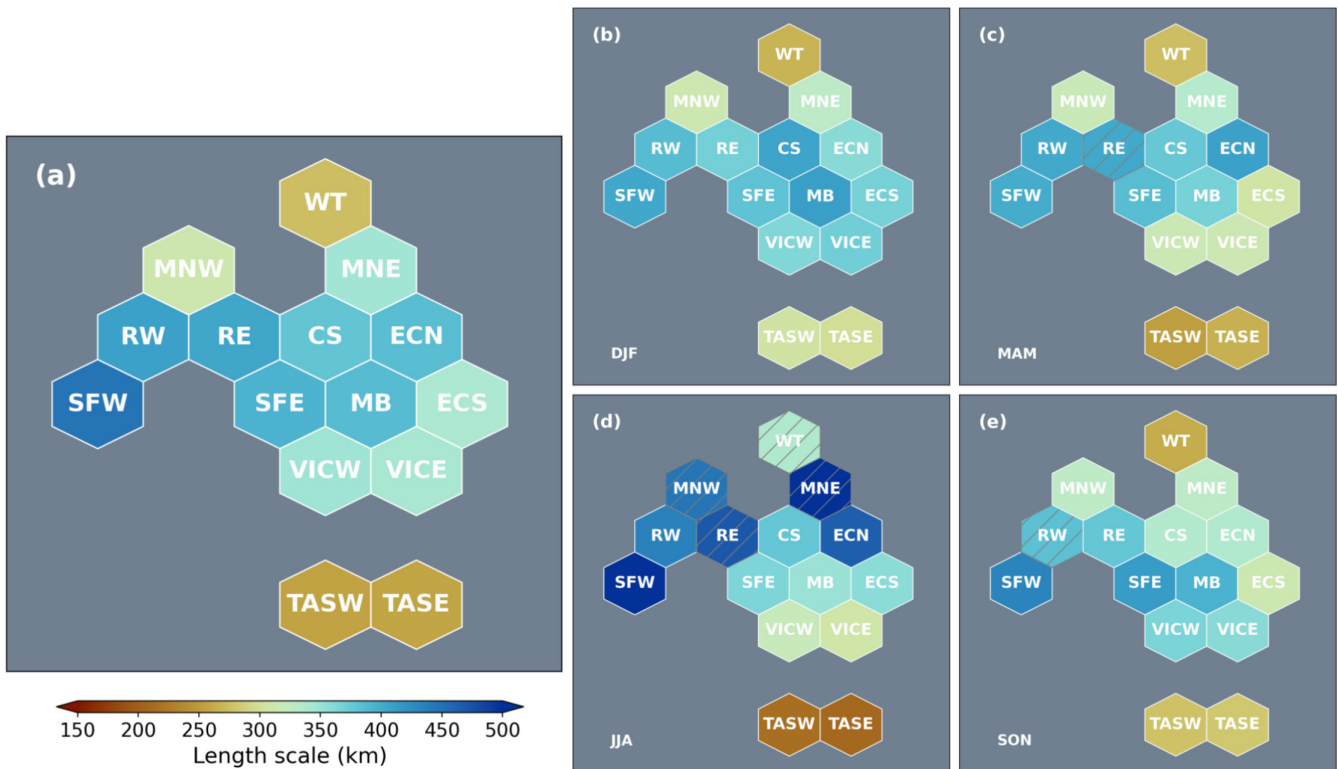 (a)
WT
MNW MNE
RW RE CS ECN
SFW SFE MB ECS
VICW VICE
TASW TASE
150 200 250 300 350 400 450 500
Length scale (km)
(b)
WT
MNW MNE
RW RE CS ECN
SFW SFE MB ECS
VICW VICE
TASW TASE
DJF
(c)
WT
MNW MNE
RW RE CS ECN
SFW SFE MB ECS
VICW VICE
TASW TASE
MAM
(d)
WT
MNW MNE
RW RE CS ECN
SFW SFE MB ECS
VICW VICE
TASW TASE
JJA
(e)
WT
MNW MNE
RW RE CS ECN
SFW SFE MB ECS
VICW VICE
TASW TASE
SON